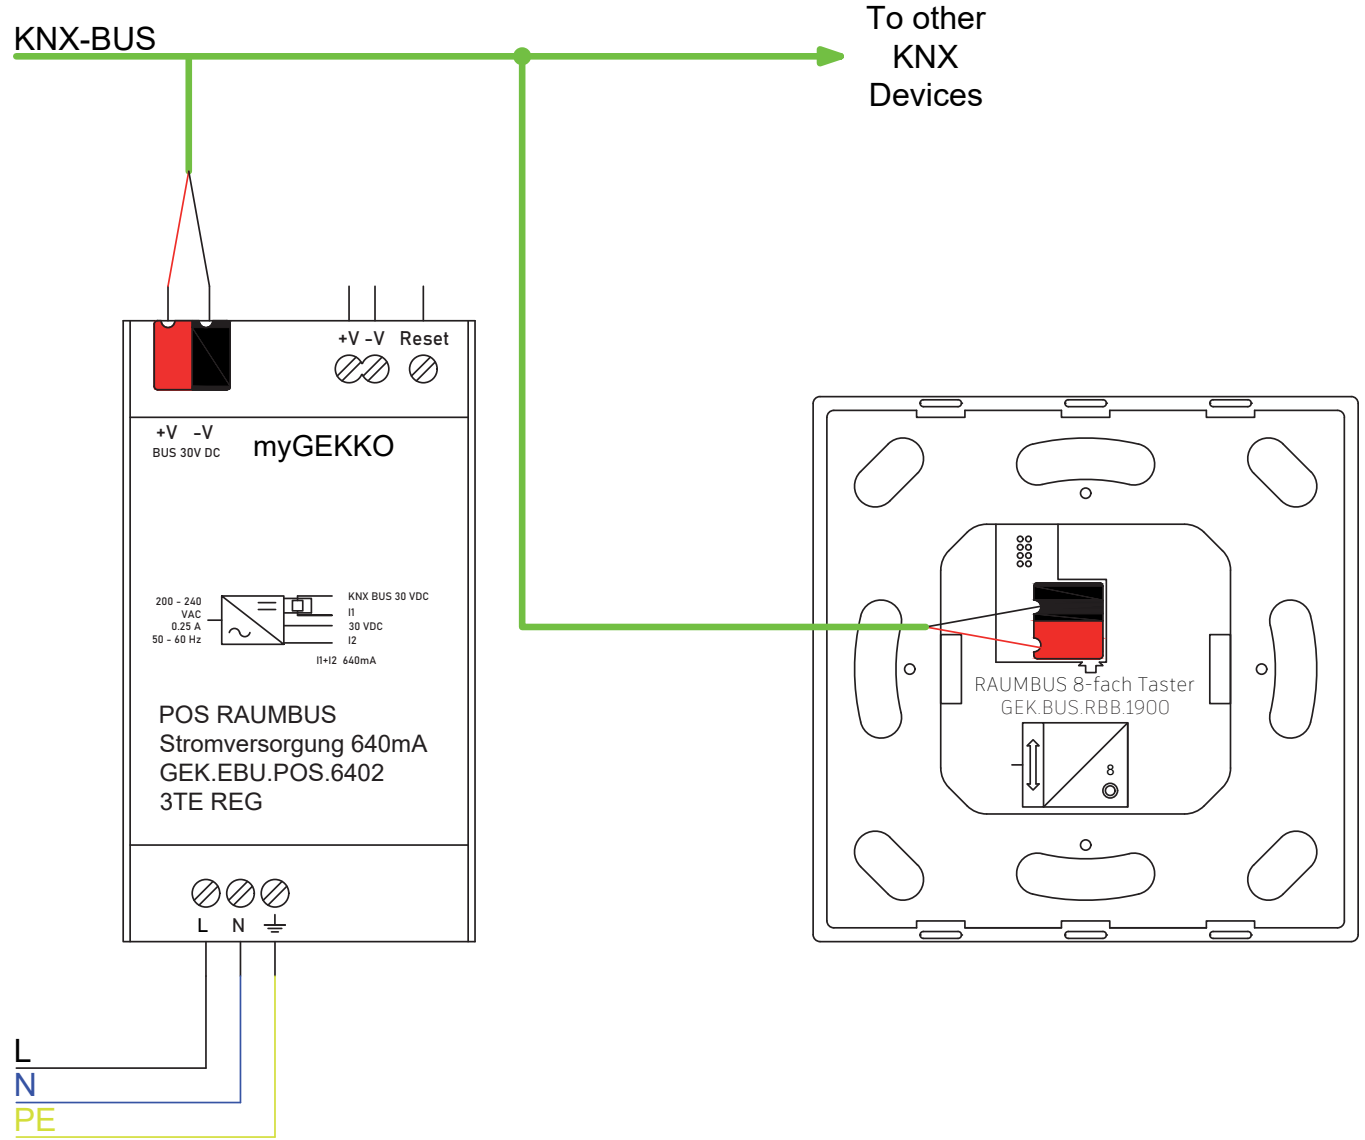 KNX-BUS
To other
KNX
Devices
+V -V
Reset
+V -V
BUS 30V DC
myGEKKO
200 - 240
VAC
0.25 A
50 - 60 Hz
KNX BUS 30 VDC
I1
30 VDC
I2
I1+I2 640mA
POS RAUMBUS
Stromversorgung 640mA
GEK.EBU.POS.6402
3TE REG
L N
RAUMBUS 8-fach Taster
GEK.BUS.RBB.1900
8
L
N
PE